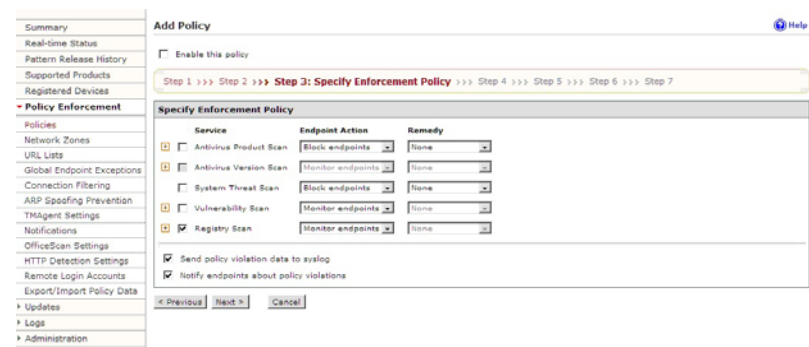 Summary
Real-time Status
Pattern Release History
Supported Products
Registered Devices
Policy Enforcement
Policies
Network Zones
URL Lists
Global Endpoint Exceptions
Connection Filtering
ARP Spoofing Prevention
TMAgent Settings
Notifications
OfficeScan Settings
HTTP Detection Settings
Remote Login Accounts
Export/Import Policy Data
Updates
Logs
Administration
Add Policy
Help
Enable this policy
Step 1 >>> Step 2 >>> Step 3: Specify Enforcement Policy >>> Step 4 >>> Step 5 >>> Step 6 >>> Step 7
Specify Enforcement Policy
Service Endpoint Action Remedy
Antivirus Product Scan Block endpoints None
Antivirus Version Scan Monitor endpoints None
System Threat Scan Block endpoints None
Vulnerability Scan Monitor endpoints None
Registry Scan Monitor endpoints None
Send policy violation data to syslog
Notify endpoints about policy violations
< Previous Next > Cancel